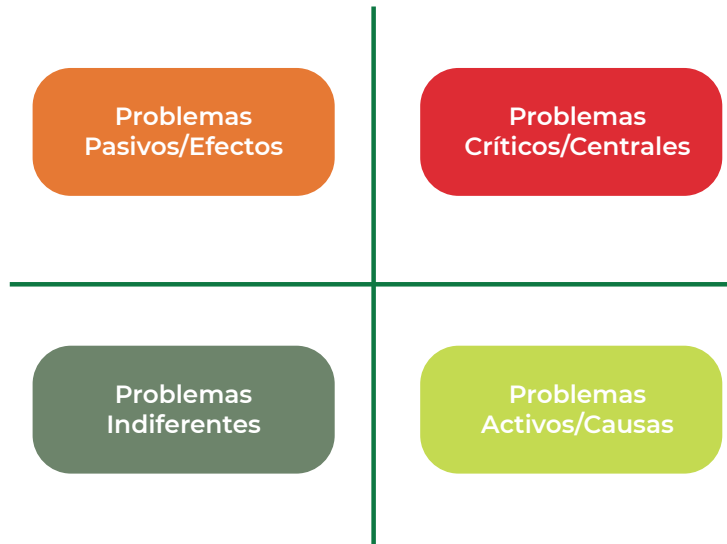 Problemas
Pasivos/Efectos
Problemas
Críticos/Centrales
Problemas
Indiferentes
Problemas
Activos/Causas